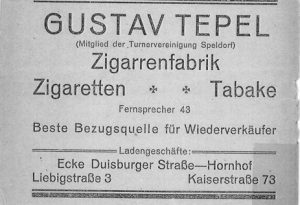 GUSTAV TEPEL
(Mitglied der Turnervereinigung Speldorf)
Zigarrenfabrik
Zigaretten * * Tabake
Fernsprecher 43
Beste Bezugsquelle für Wiederverkäufer
Ladengeschäfte:
Ecke Duisburger Straße—Hornhof
Liebigstraße 3 Kaiserstraße 73